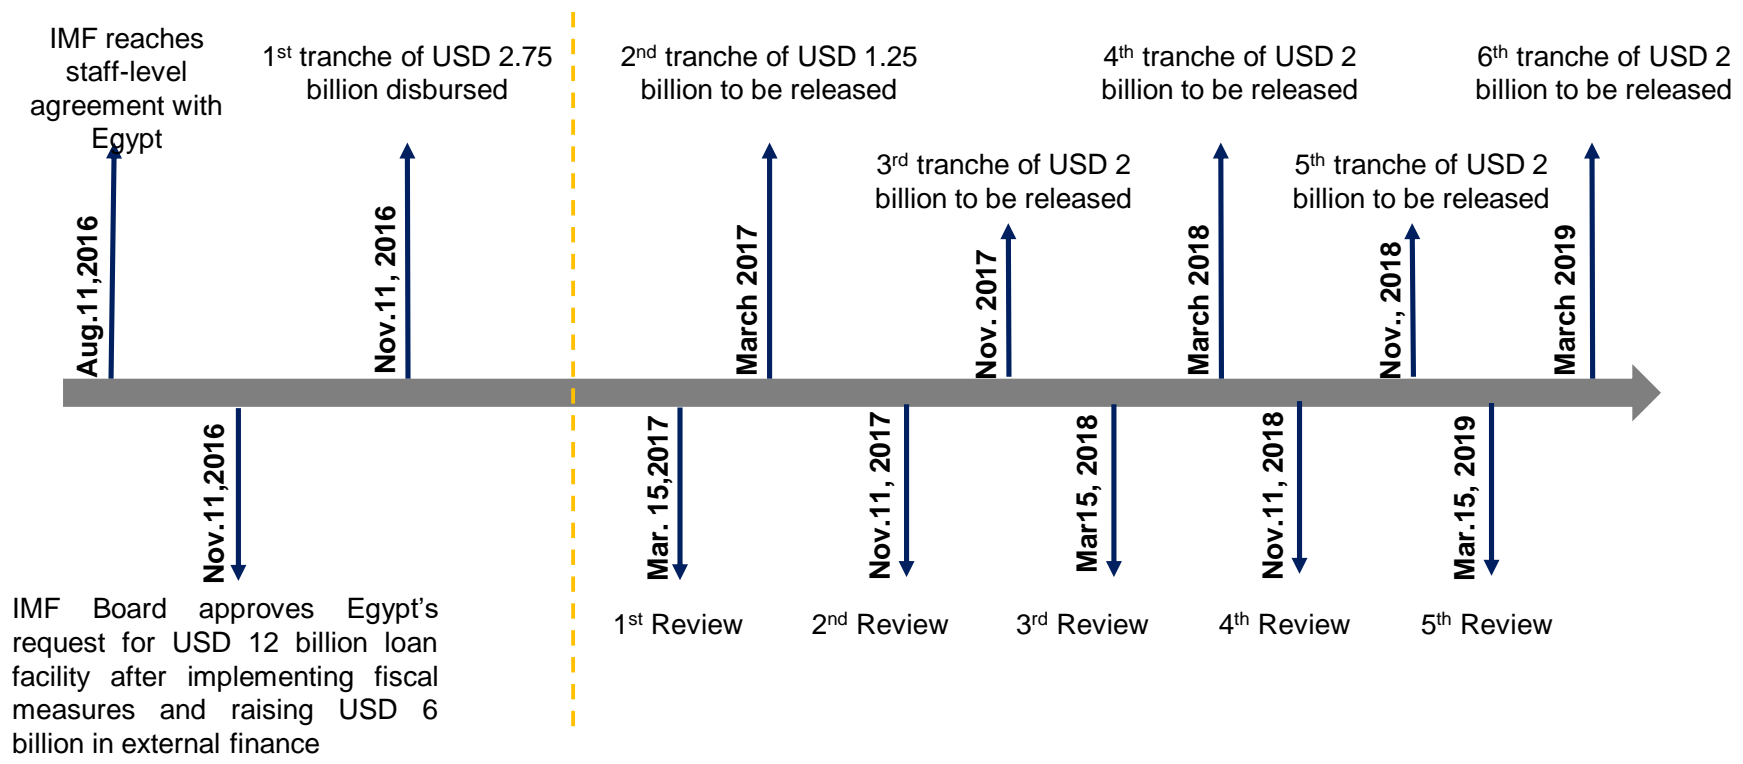 IMF reaches
staff-level
agreement with
Egypt
1st tranche of USD 2.75
billion disbursed
2nd tranche of USD 1.25
billion to be released
4th tranche of USD 2
billion to be released
6th tranche of USD 2
billion to be released
3rd tranche of USD 2
billion to be released
5th tranche of USD 2
billion to be released
Aug.11,2016
Nov.11, 2016
March 2017
Nov. 2017
March 2018
Nov., 2018
March 2019
Nov.11,2016
Mar. 15,2017
Nov.11, 2017
Mar15, 2018
Nov.11, 2018
Mar.15, 2019
IMF Board approves Egypt’s
request for USD 12 billion loan
facility after implementing fiscal
measures and raising USD 6
billion in external finance
1st Review
2nd Review
3rd Review
4th Review
5th Review